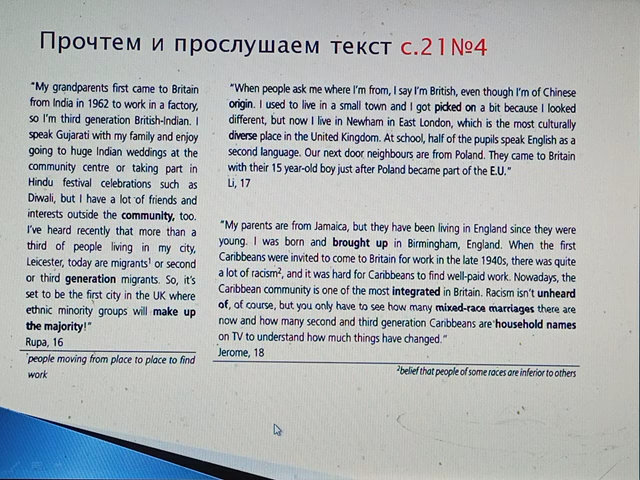 Прочтем и прослушаем текст с.21№4
"My grandparents first came to Britain
from India in 1962 to work in a factory,
so I'm third generation British-Indian. I
speak Gujarati with my family and enjoy
going to huge Indian weddings at the
community centre or taking part in
Hindu festival celebrations such as
Diwali, but I have a lot of friends and
interests outside the community, too.
I've heard recently that more than a
third of people living in my city,
Leicester, today are migrants¹ or second
or third generation migrants. So, it's
set to be the first city in the UK where
ethnic minority groups will make up
the majority!"
Rupa, 16
¹people moving from place to place to find
work
"When people ask me where I'm from, I say I'm British, even though I'm of Chinese
origin. I used to live in a small town and I got picked on a bit because I looked
different, but now I live in Newham in East London, which is the most culturally
diverse place in the United Kingdom. At school, half of the pupils speak English as a
second language. Our next door neighbours are from Poland. They came to Britain
with their 15 year-old boy just after Poland became part of the E.U."
Li, 17
"My parents are from Jamaica, but they have been living in England since they were
young. I was born and brought up in Birmingham, England. When the first
Caribbeans were invited to come to Britain for work in the late 1940s, there was quite
a lot of racism², and it was hard for Caribbeans to find well-paid work. Nowadays, the
Caribbean community is one of the most integrated in Britain. Racism isn't unheard
of, of course, but you only have to see how many mixed-race marriages there are
now and how many second and third generation Caribbeans are household names
on TV to understand how much things have changed."
Jerome, 18
²belief that people of some races are inferior to others